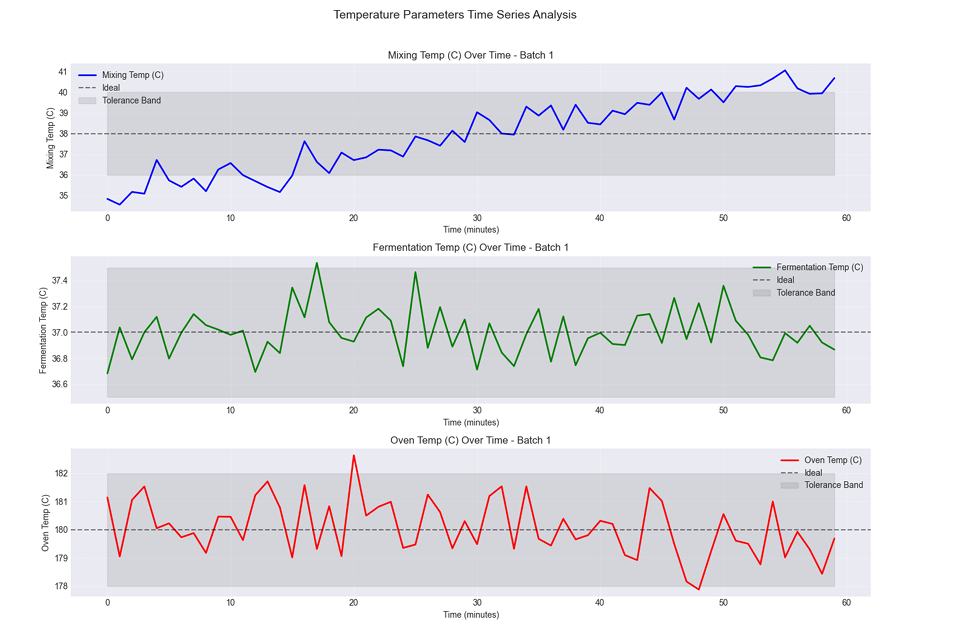 Temperature Parameters Time Series Analysis
Mixing Temp (C) Over Time - Batch 1
Mixing Temp (C)
Ideal
Tolerance Band
Mixing Temp (C)
41
40
39
38
37
36
35
0 10 20 30 40 50 60
Time (minutes)
Fermentation Temp (C) Over Time - Batch 1
Fermentation Temp (C)
Ideal
Tolerance Band
Fermentation Temp (C)
37.4
37.2
37.0
36.8
36.6
0 10 20 30 40 50 60
Time (minutes)
Oven Temp (C) Over Time - Batch 1
Oven Temp (C)
Ideal
Tolerance Band
Oven Temp (C)
182
181
180
179
178
0 10 20 30 40 50 60
Time (minutes)